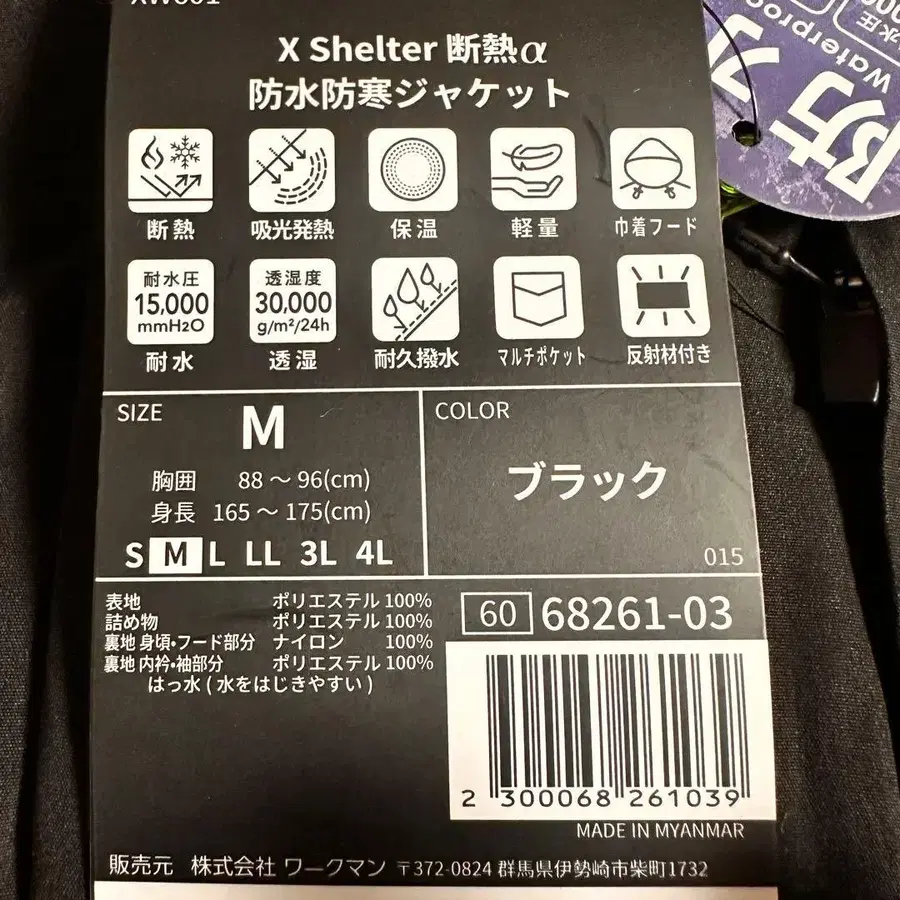 X Shelter 断熱α
防水防寒ジャケット
断熱 吸光発熱 保温 軽量 巾着フード
耐水圧 15,000 mmH2O
透湿度 30,000 g/m²/24h
耐水 透湿 耐久撥水 マルチポケット 反射材付き
SIZE
M
胸囲 88～96(cm)
身長 165～175(cm)
S M L LL 3L 4L
COLOR
ブラック
015
表地 ポリエステル 100%
詰め物 ポリエステル 100%
裏地 身頃・フード部分 ナイロン 100%
裏地 内衿・袖部分 ポリエステル 100%
はっ水 ( 水をはじきやすい )
60 68261-03
2 300068 261039
MADE IN MYANMAR
販売元 株式会社 ワークマン 〒372-0824 群馬県伊勢崎市柴町1732
防水
Waterproof
水圧